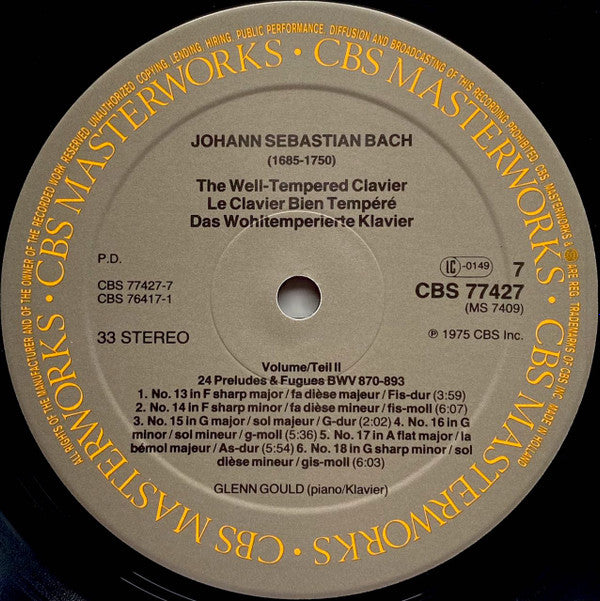 ALL RIGHTS OF THE MANUFACTURER AND OF THE OWNER OF THE RECORDED WORK RESERVED. UNAUTHORIZED COPYING, LENDING, HIRING, PUBLIC PERFORMANCE, DIFFUSION AND BROADCASTING OF THIS RECORDING PROHIBITED. CBS, MASTERWORKS & ARE REG. TRADEMARKS OF CBS INC. MADE IN HOLLAND
CBS MASTERWORKS · CBS MASTERWORKS · CBS MASTERWORKS · CBS MASTERWORKS · CBS MASTERWORKS ·
JOHANN SEBASTIAN BACH
(1685-1750)
The Well-Tempered Clavier
Le Clavier Bien Tempéré
Das Wohltemperierte Klavier
P.D.
CBS 77427-7
CBS 76417-1
33 STEREO
LC-0149 7
CBS 77427
(MS 7409)
℗ 1975 CBS Inc.
Volume/Teil II
24 Preludes & Fugues BWV 870-893
1. No. 13 in F sharp major / fa dièse majeur / Fis-dur (3:59)
2. No. 14 in F sharp minor / fa dièse mineur / fis-moll (6:07)
3. No. 15 in G major / sol majeur / G-dur (2:02) 4. No. 16 in G
minor / sol mineur / g-moll (5:36) 5. No. 17 in A flat major / la
bémol majeur / As-dur (5:54) 6. No. 18 in G sharp minor / sol
dièse mineur / gis-moll (6:03)
GLENN GOULD (piano/Klavier)